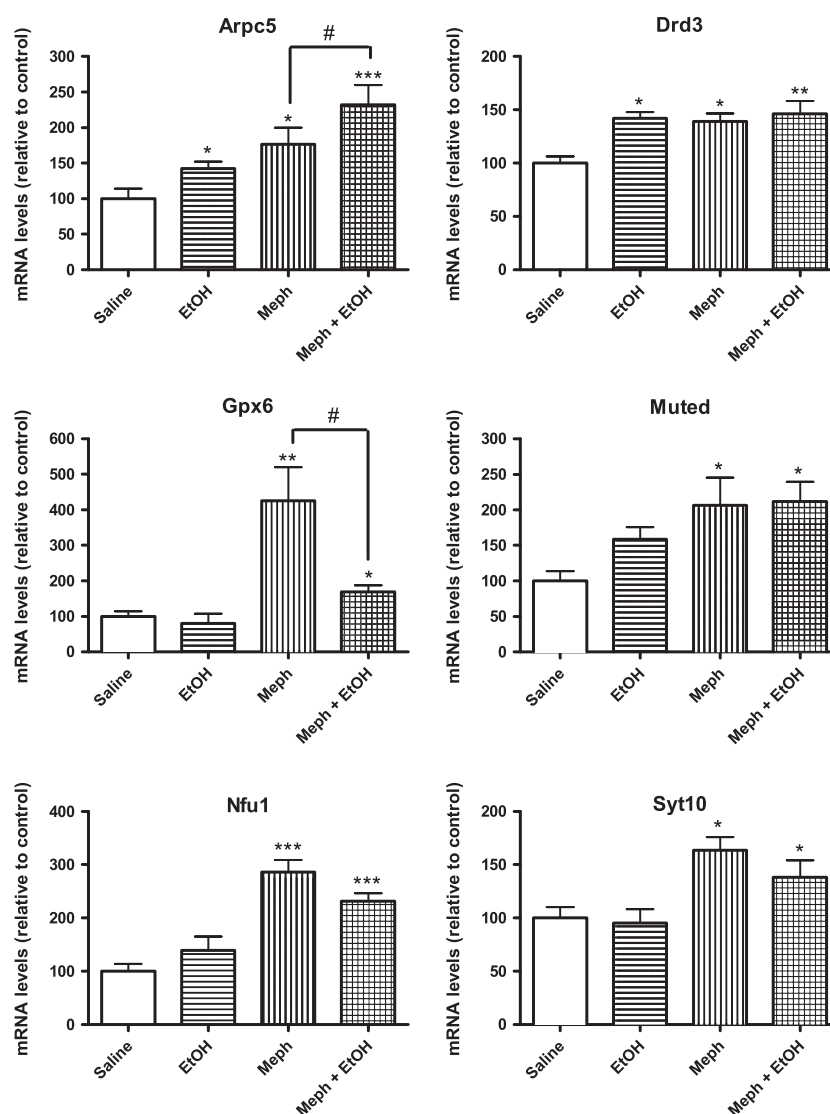 Arpc5
#
mRNA levels (relative to control)
300
250
200
150
100
50
0
*
*
***
Saline
EtOH
Meph
Meph + EtOH
Drd3
mRNA levels (relative to control)
200
150
100
50
0
*
*
**
Saline
EtOH
Meph
Meph + EtOH
Gpx6
#
mRNA levels (relative to control)
600
500
400
300
200
100
0
**
*
Saline
EtOH
Meph
Meph + EtOH
Muted
mRNA levels (relative to control)
300
250
200
150
100
50
0
*
*
Saline
EtOH
Meph
Meph + EtOH
Nfu1
mRNA levels (relative to control)
400
300
200
100
0
***
***
Saline
EtOH
Meph
Meph + EtOH
Syt10
mRNA levels (relative to control)
200
150
100
50
0
*
*
Saline
EtOH
Meph
Meph + EtOH